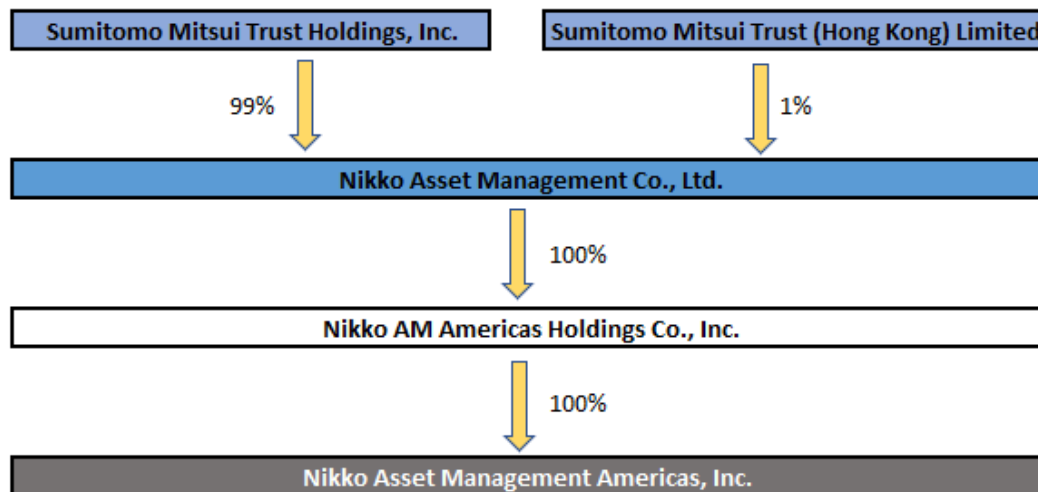 Sumitomo Mitsui Trust Holdings, Inc.
Sumitomo Mitsui Trust (Hong Kong) Limited
99%
1%
Nikko Asset Management Co., Ltd.
100%
Nikko AM Americas Holdings Co., Inc.
100%
Nikko Asset Management Americas, Inc.